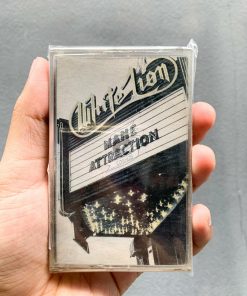 White Lion
MANE
ATTRACTION